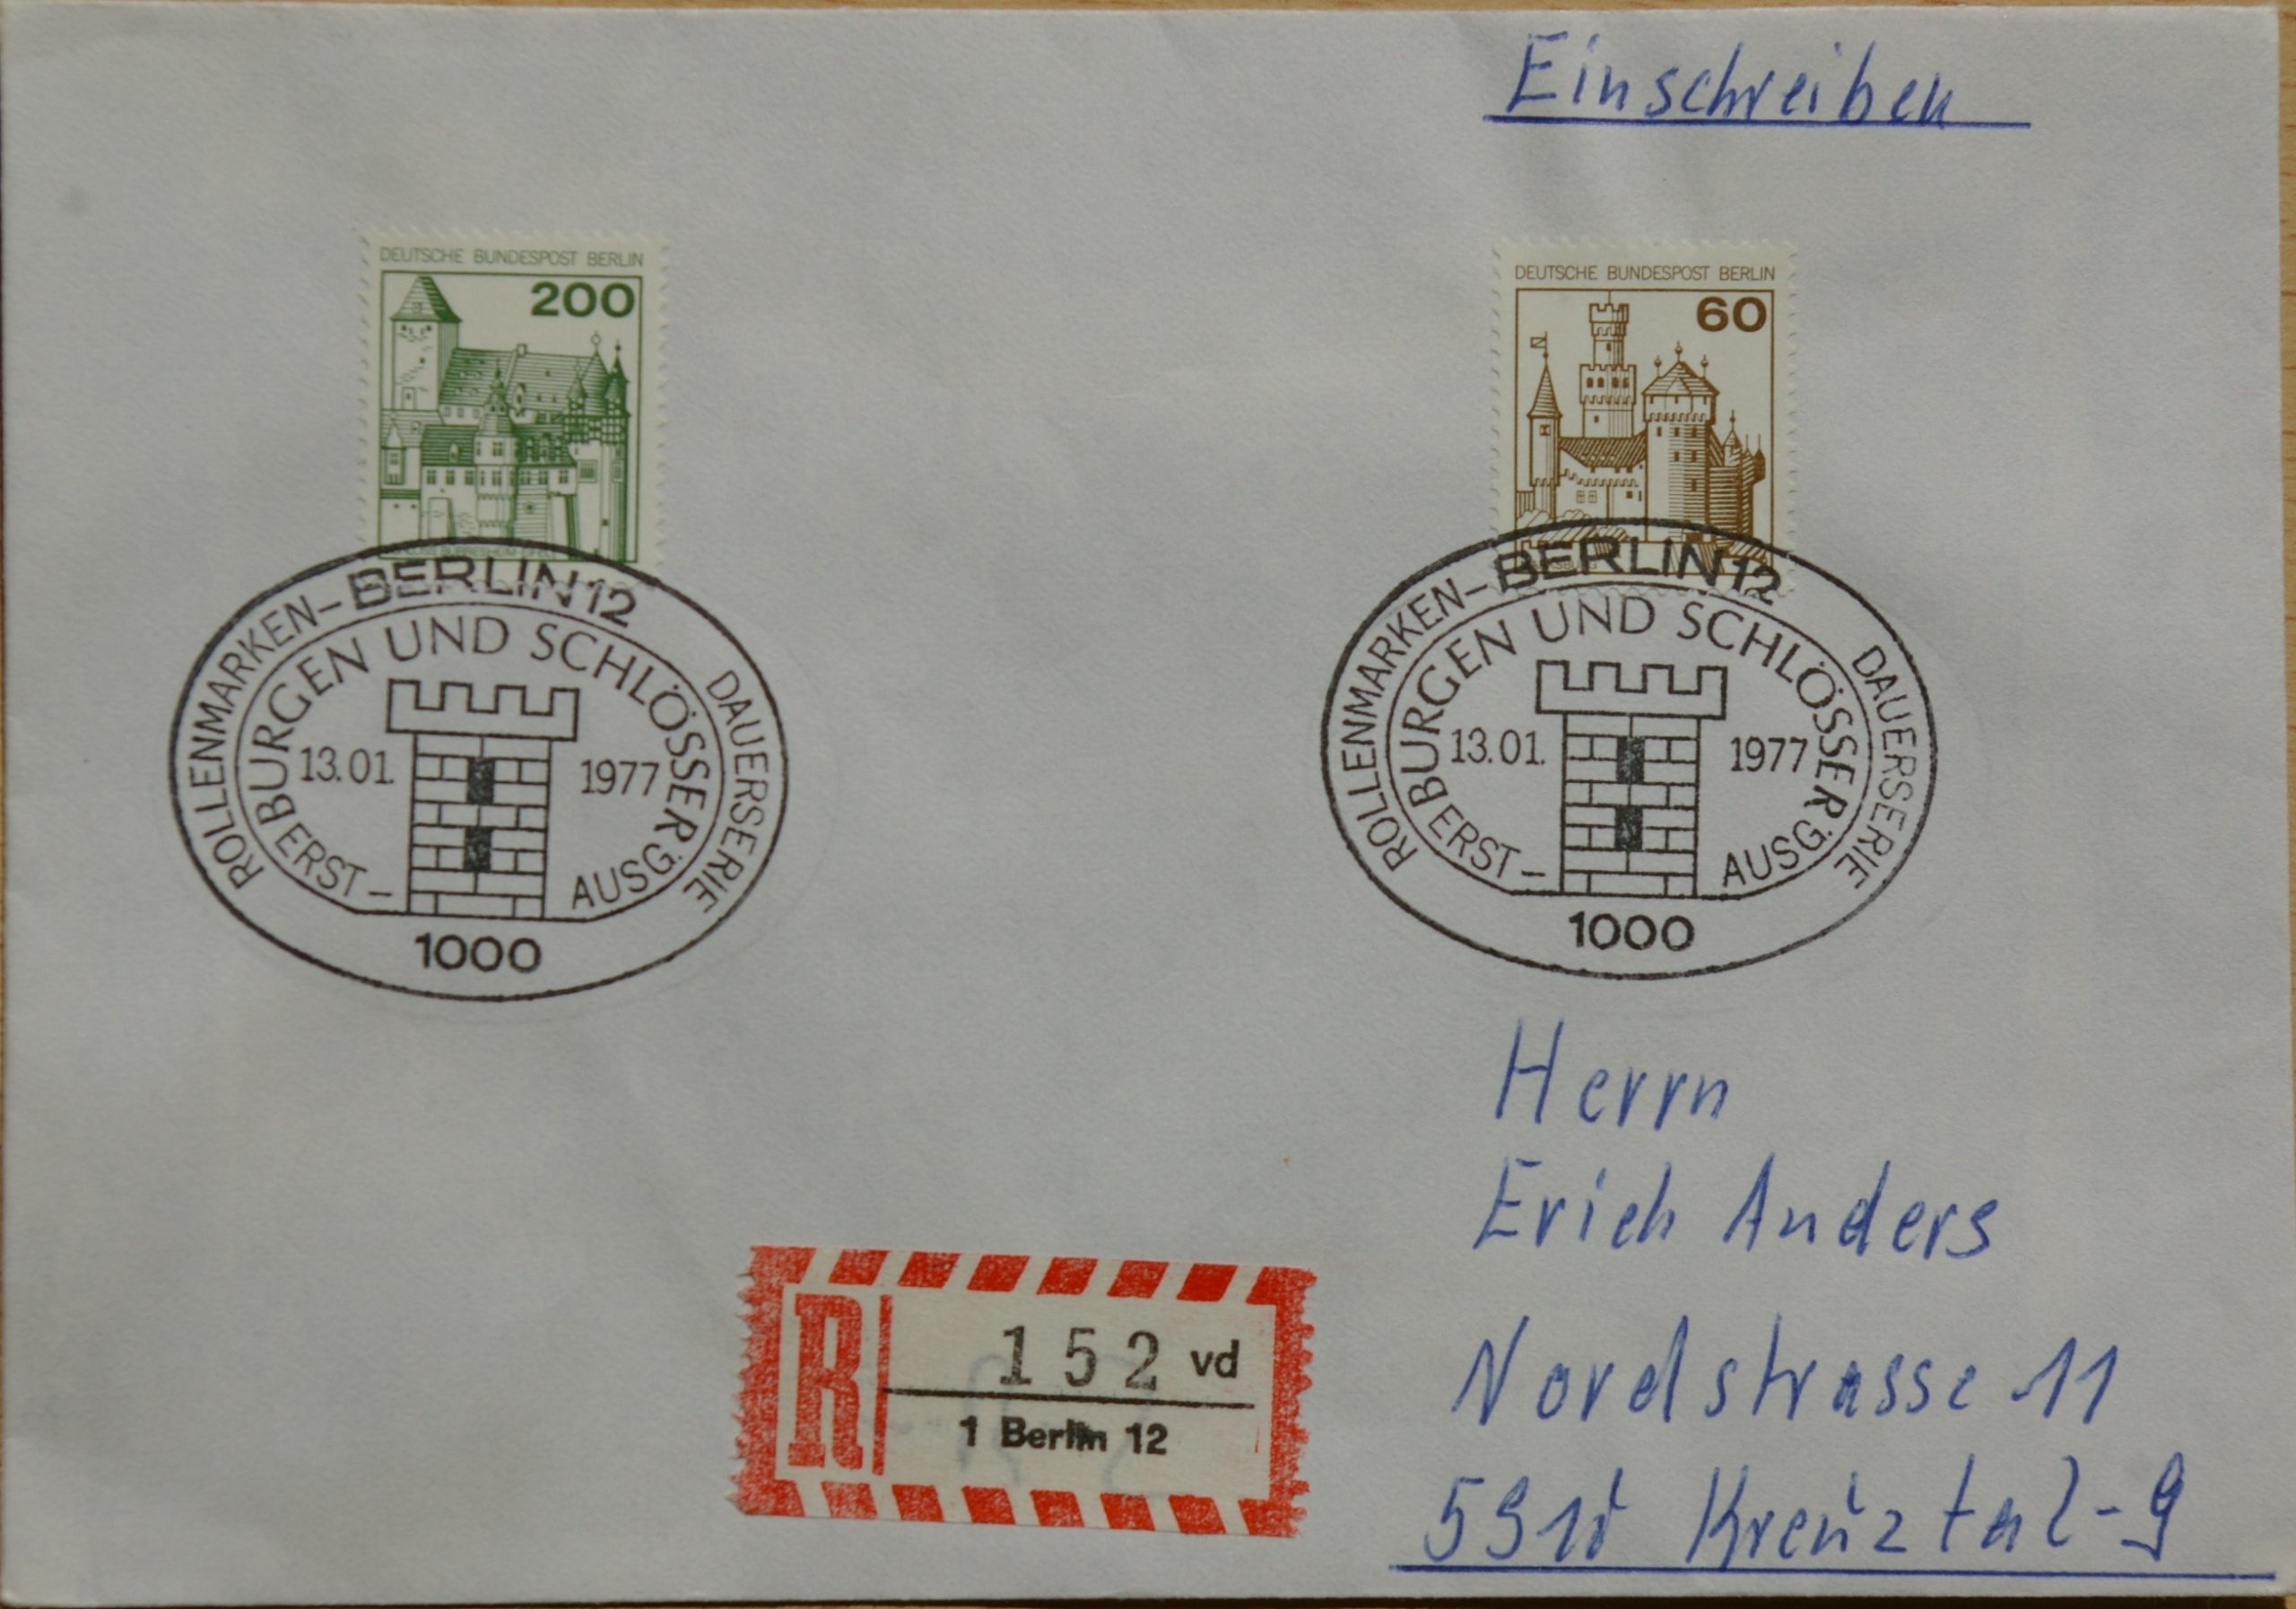 Einschreiben
DEUTSCHE BUNDESPOST BERLIN
200
DEUTSCHE BUNDESPOST BERLIN
60
BERLIN 12
ROLLENMARKEN- DAUERSERIE
BURGEN UND SCHLÖSSER
13.01. 1977
ERST- AUSG.
1000
BERLIN 12
ROLLENMARKEN- DAUERSERIE
BURGEN UND SCHLÖSSER
13.01. 1977
ERST- AUSG.
1000
Herrn
Erich Anders
Nordstrasse 11
5910 Kreuztal-9
R
152 vd
1 Berlin 12